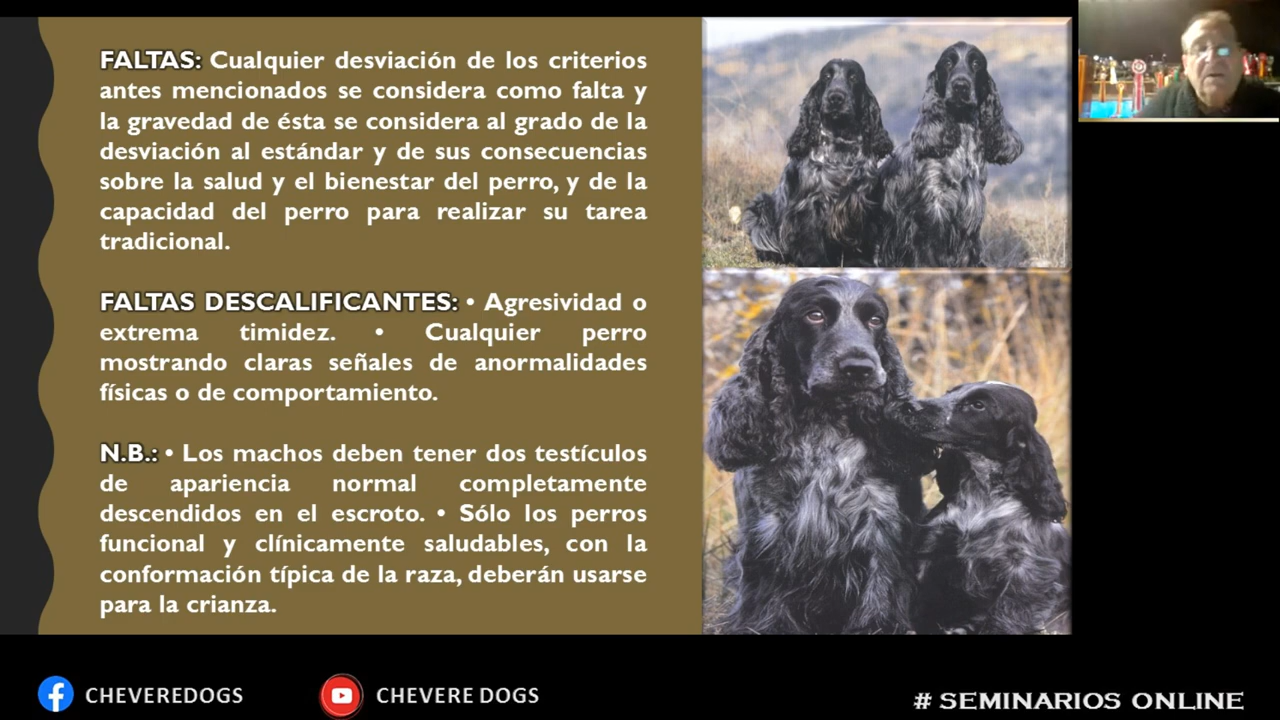 FALTAS: Cualquier desviación de los criterios
antes mencionados se considera como falta y
la gravedad de ésta se considera al grado de la
desviación al estándar y de sus consecuencias
sobre la salud y el bienestar del perro, y de la
capacidad del perro para realizar su tarea
tradicional.
FALTAS DESCALIFICANTES: • Agresividad o
extrema timidez. • Cualquier perro
mostrando claras señales de anormalidades
físicas o de comportamiento.
N.B.: • Los machos deben tener dos testículos
de apariencia normal completamente
descendidos en el escroto. • Sólo los perros
funcional y clínicamente saludables, con la
conformación típica de la raza, deberán usarse
para la crianza.
CHEVEREDOGS
CHEVERE DOGS
# SEMINARIOS ONLINE